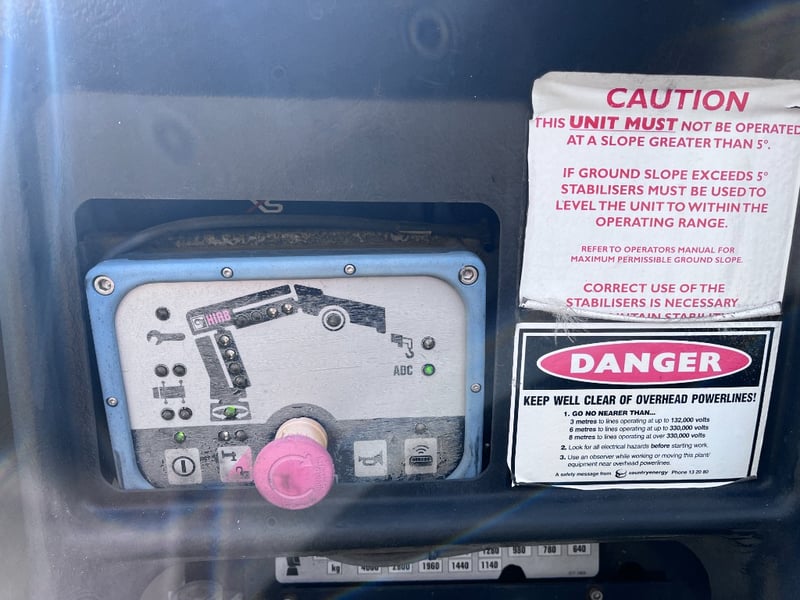 XS
HIAB
ADC
CAUTION
THIS UNIT MUST NOT BE OPERATED
AT A SLOPE GREATER THAN 5°.
IF GROUND SLOPE EXCEEDS 5°
STABILISERS MUST BE USED TO
LEVEL THE UNIT TO WITHIN THE
OPERATING RANGE.
REFER TO OPERATORS MANUAL FOR
MAXIMUM PERMISSIBLE GROUND SLOPE.
CORRECT USE OF THE
STABILISERS IS NECESSARY
DANGER
KEEP WELL CLEAR OF OVERHEAD POWERLINES!
1. GO NO NEARER THAN...
3 metres to lines operating at up to 132,000 volts
6 metres to lines operating at up to 330,000 volts
8 metres to lines operating at over 330,000 volts
2. Look for all electrical hazards before starting work.
3. Use an observer while working or moving this plant/
equipment near overhead powerlines.
A safety message from countryenergy Phone 13 20 80
1280 980 780 640
kg 2800 1960 1440 1140